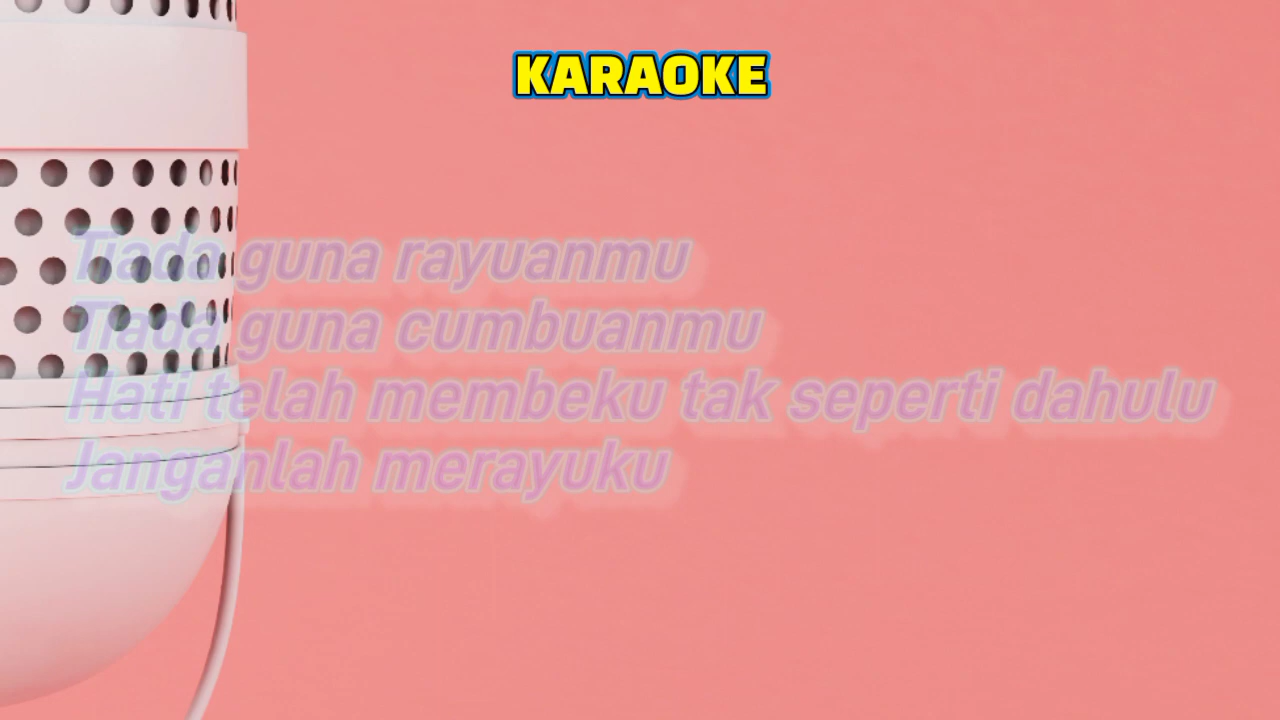 KARAOKE
Tiada guna rayuanmu
Tiada guna cumbuanmu
Hati telah membeku tak seperti dahulu
Janganlah merayuku